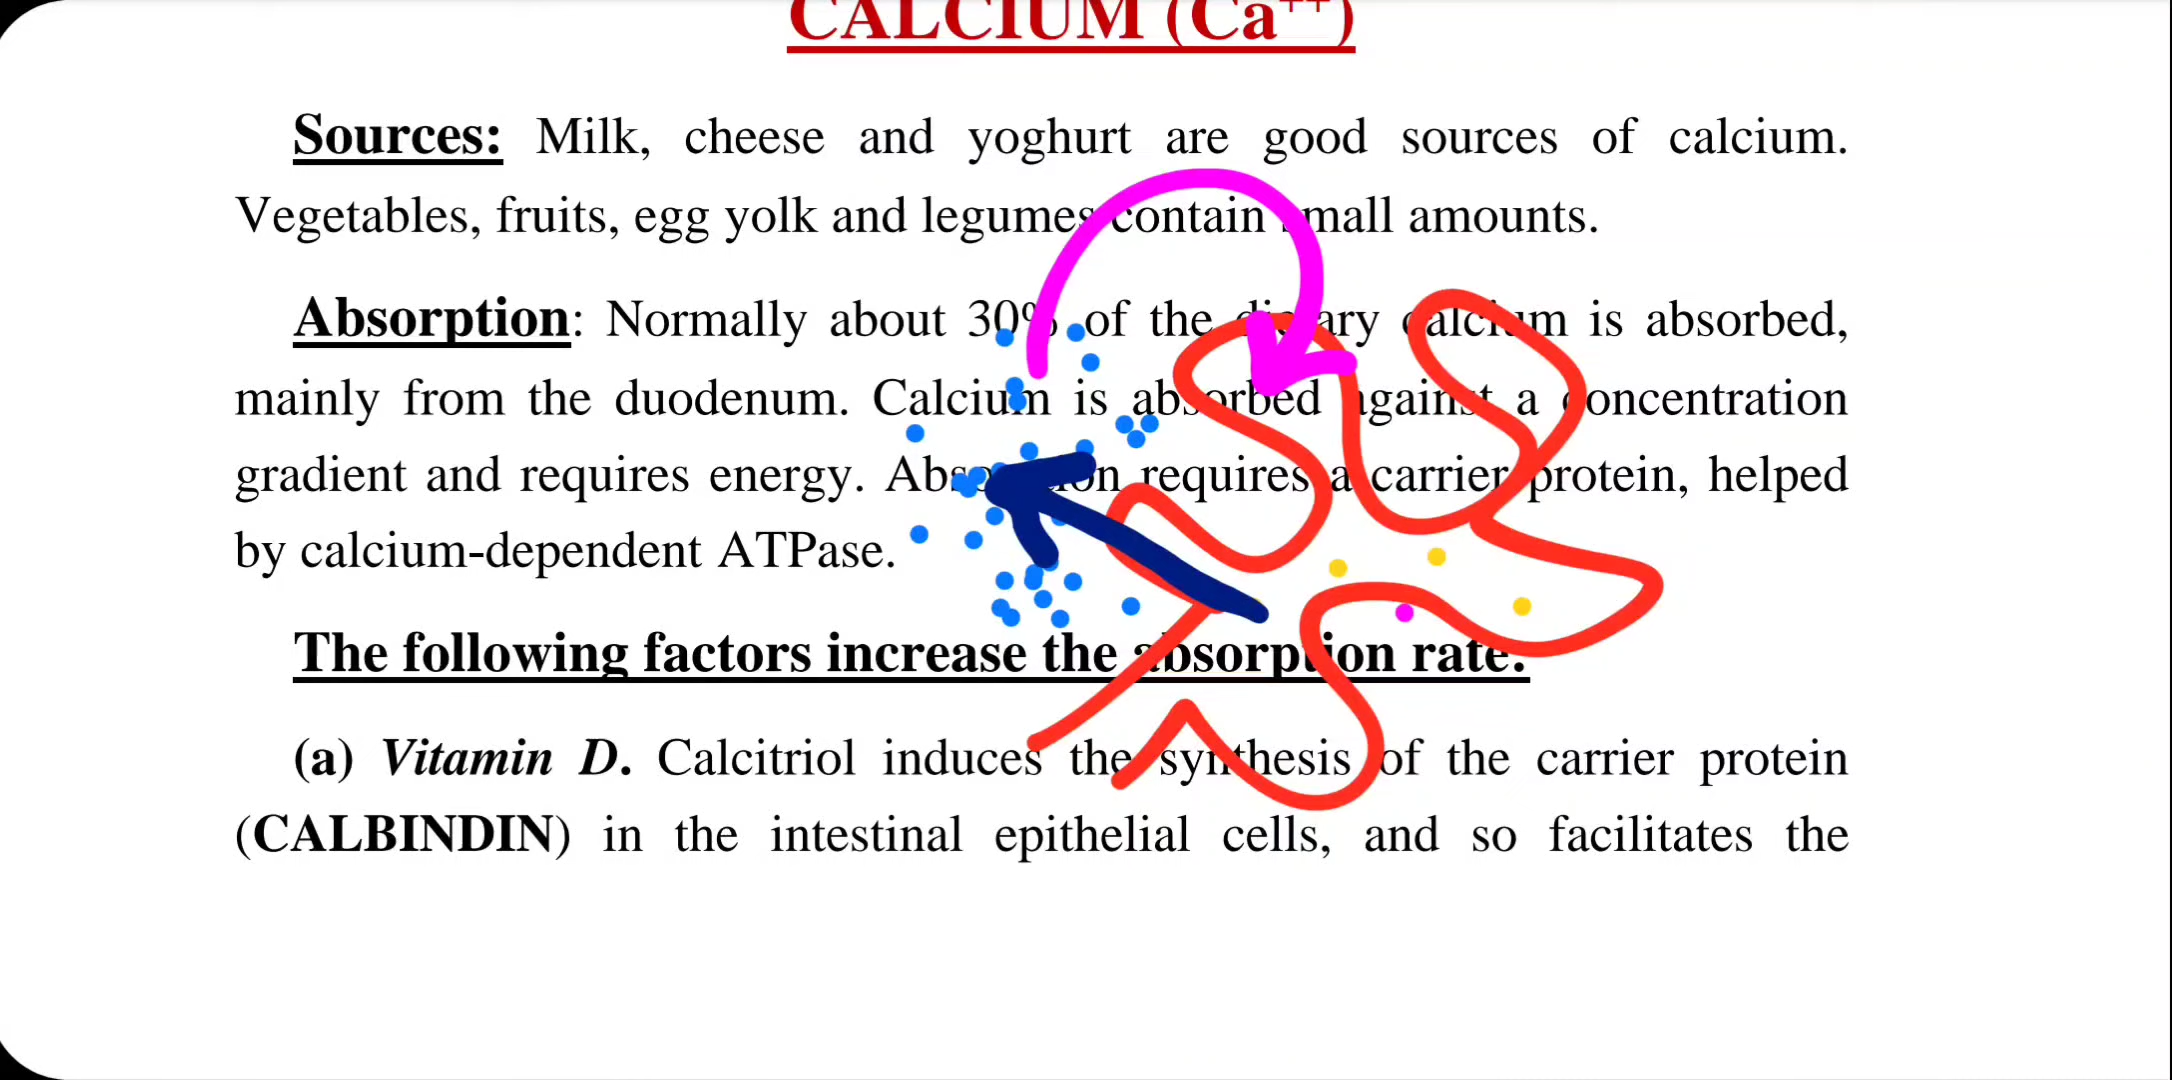 CALCIUM (Ca++)
Sources: Milk, cheese and yoghurt are good sources of calcium.
Vegetables, fruits, egg yolk and legumes contain small amounts.
Absorption: Normally about 30% of the dietary calcium is absorbed,
mainly from the duodenum. Calcium is absorbed against a concentration
gradient and requires energy. Absorption requires a carrier protein, helped
by calcium-dependent ATPase.
The following factors increase the absorption rate:
(a) Vitamin D. Calcitriol induces the synthesis of the carrier protein
(CALBINDIN) in the intestinal epithelial cells, and so facilitates the